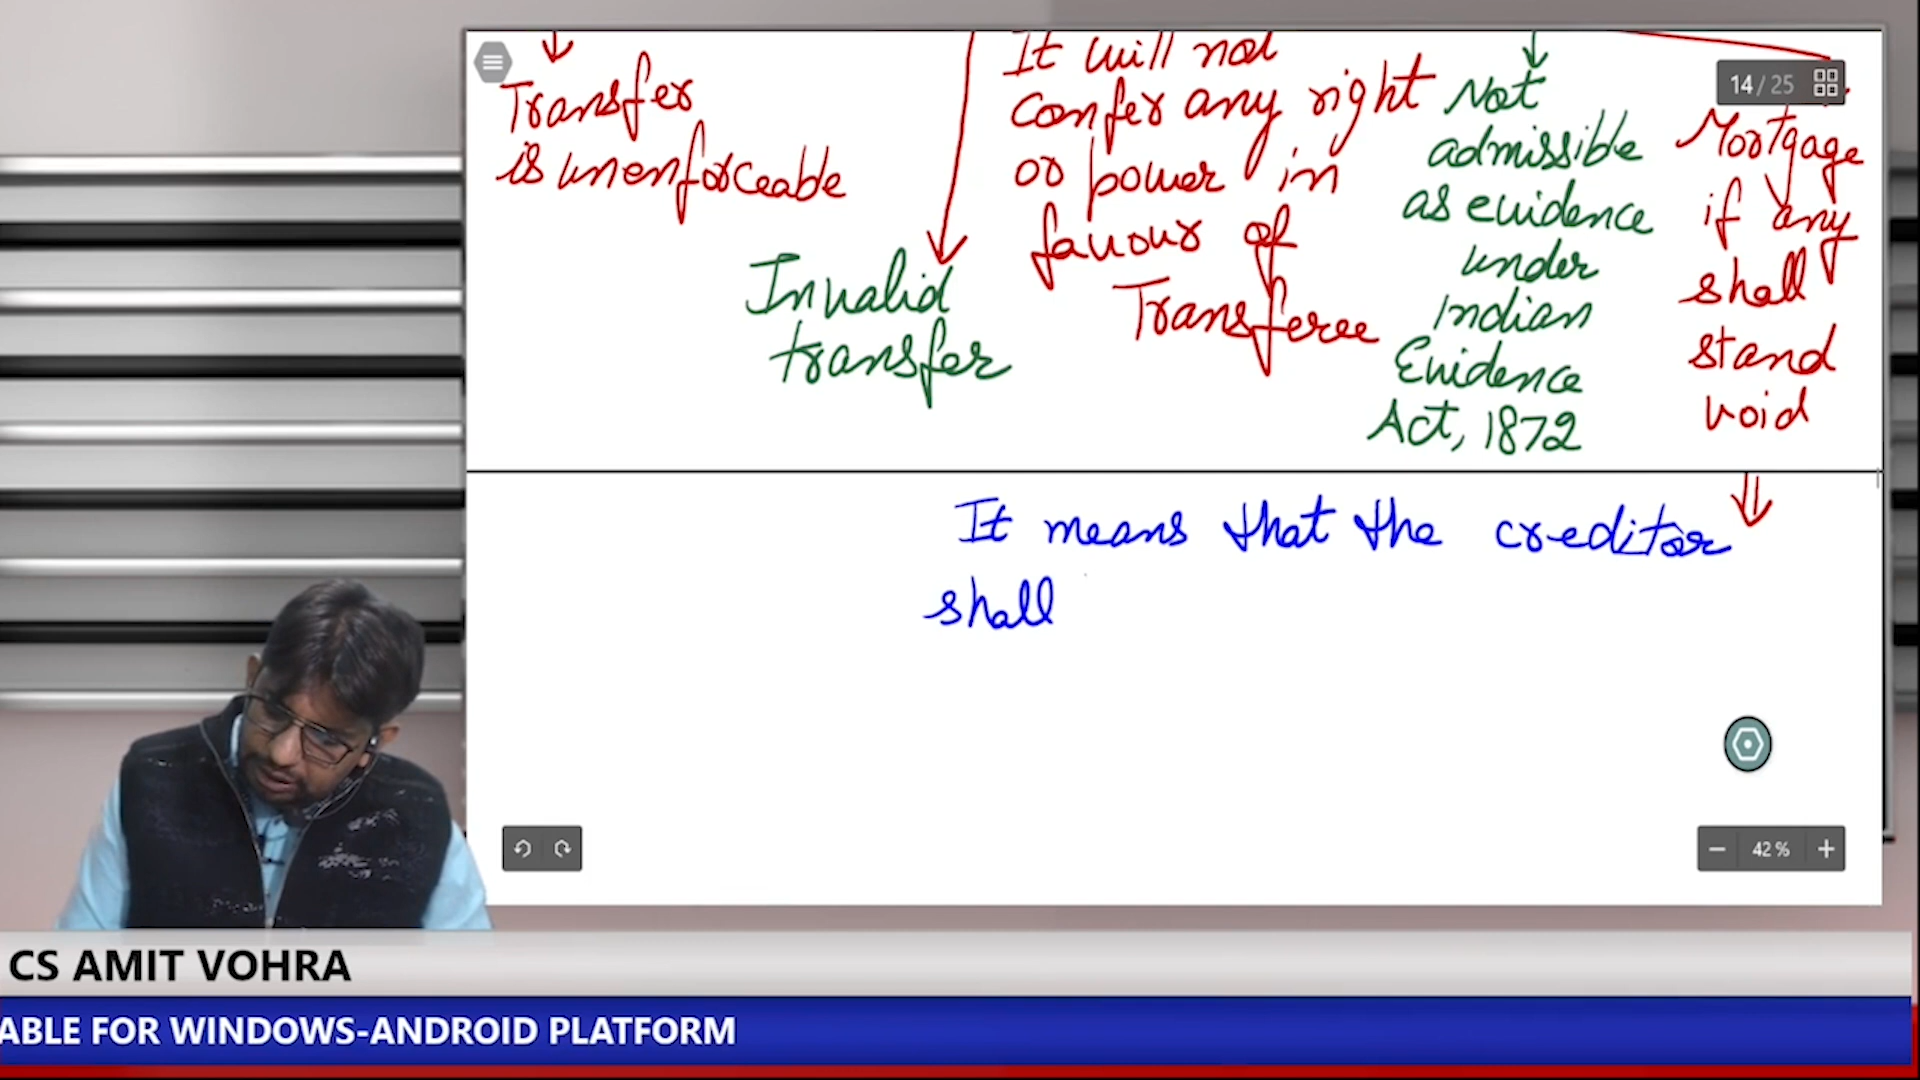 Transfer
is unenforceable
Invalid
transfer
It will not
confer any right
or power in
favour of
Transferee
Not
admissible
as evidence
under
Indian
Evidence
Act, 1872
14 / 25
Mortgage
if any
shall
stand
void
It means that the creditor
shall
42 %
CS AMIT VOHRA
ABLE FOR WINDOWS-ANDROID PLATFORM